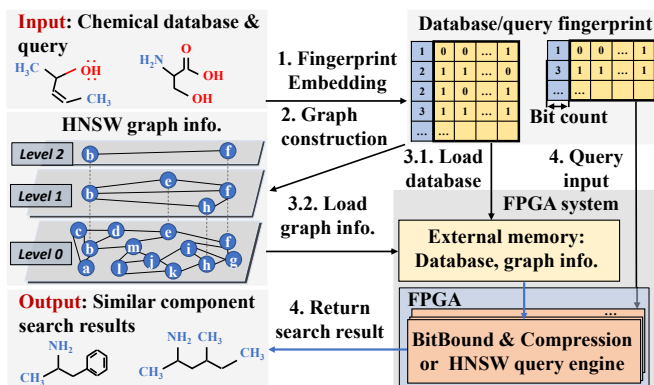 Input: Chemical database &
query
H₃C
OH
CH₃
H₂N
O
OH
OH
1. Fingerprint
Embedding
2. Graph
construction
Database/query fingerprint
1 0 0 ... 1
2 1 1 ... 0
2 1 0 ... 1
3 1 1 ... 1
... ...
1 0 0 ... 1
3 1 1 ... 1
... ...
Bit count
HNSW graph info.
Level 2
b f
Level 1
b e f h
Level 0
c d e f
b m i g
a l j k h
3.1. Load
database
4. Query
input
3.2. Load
graph info.
FPGA system
External memory:
Database, graph info.
FPGA
...
BitBound & Compression
or HNSW query engine
4. Return
search result
Output: Similar component
search results
NH₂
CH₃
NH₂ CH₃
CH₃
CH₃